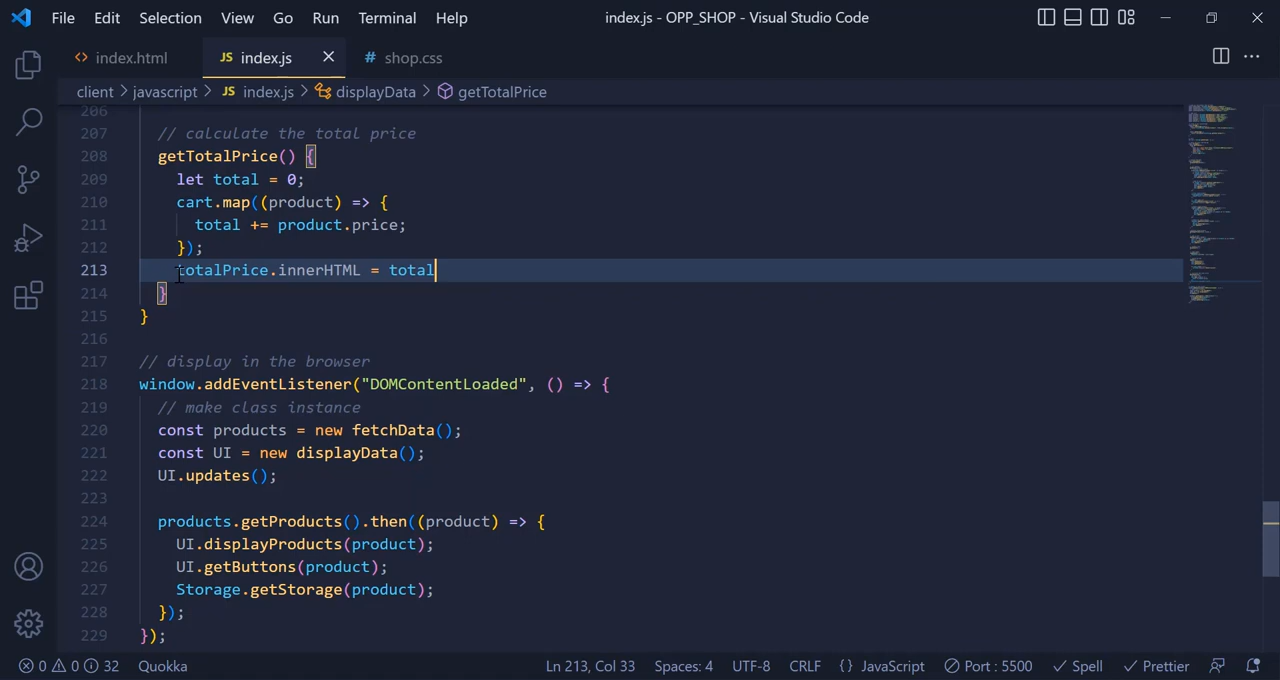 File Edit Selection View Go Run Terminal Help index.js - OPP_SHOP - Visual Studio Code
index.html JS index.js # shop.css
client > javascript > JS index.js > displayData > getTotalPrice
206
207 // calculate the total price
208 getTotalPrice() {
209 let total = 0;
210 cart.map((product) => {
211 total += product.price;
212 });
213 totalPrice.innerHTML = total
214 }
215 }
216
217 // display in the browser
218 window.addEventListener("DOMContentLoaded", () => {
219 // make class instance
220 const products = new fetchData();
221 const UI = new displayData();
222 UI.updates();
223
224 products.getProducts().then((product) => {
225 UI.displayProducts(product);
226 UI.getButtons(product);
227 Storage.getStorage(product);
228 });
229 });
0 0 32 Quokka Ln 213, Col 33 Spaces: 4 UTF-8 CRLF {} JavaScript Port : 5500 Spell Prettier